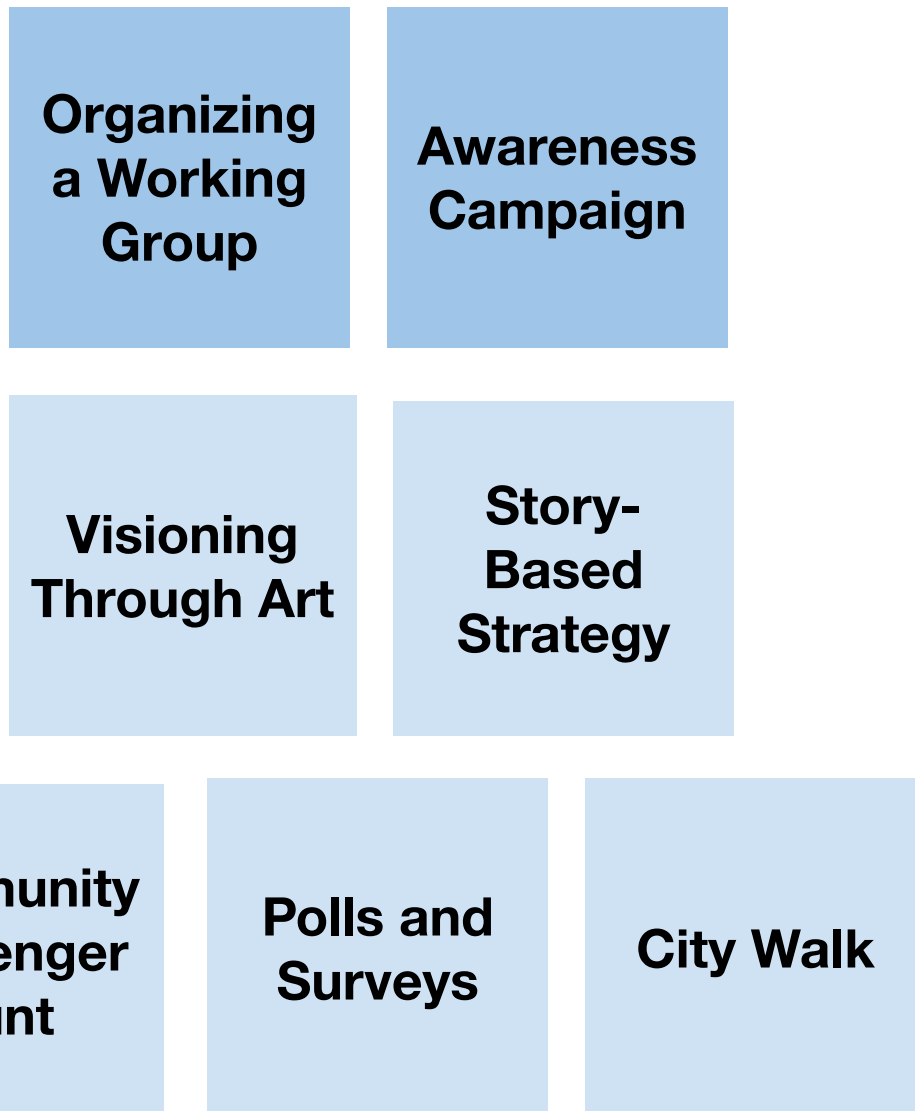 Organizing
a Working
Group
Awareness
Campaign
Visioning
Through Art
Story-
Based
Strategy
Polls and
Surveys
City Walk